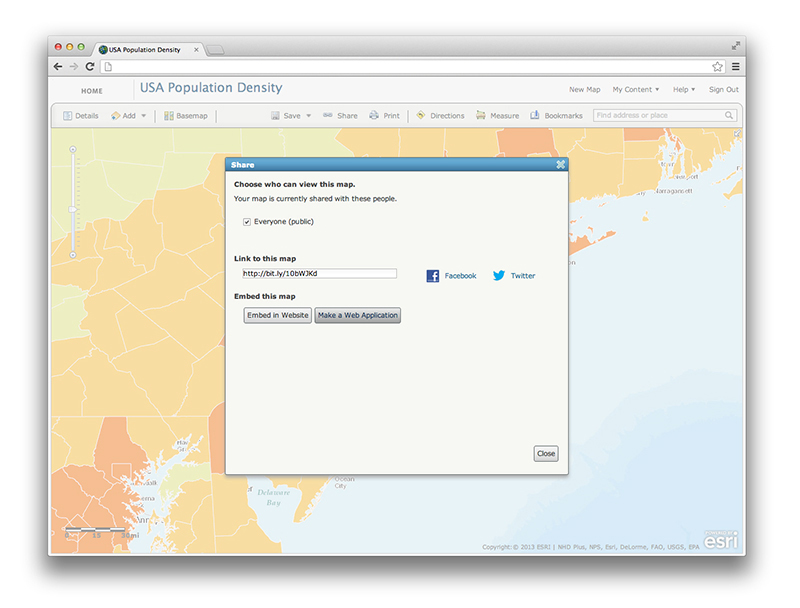 USA Population Density
HOME
USA Population Density
New Map My Content Help Sign Out
Details Add Basemap Save Share Print Directions Measure Bookmarks Find address or place
Share
Choose who can view this map.
Your map is currently shared with these people.
Everyone (public)
Link to this map
http://bit.ly/10bWJKd
Facebook Twitter
Embed this map
Embed in Website Make a Web Application
Close
Ocean
City
Delaware
Bay
Copyright:© 2013 ESRI | NHD Plus, NPS, Esri, DeLorme, FAO, USGS, EPA
esri